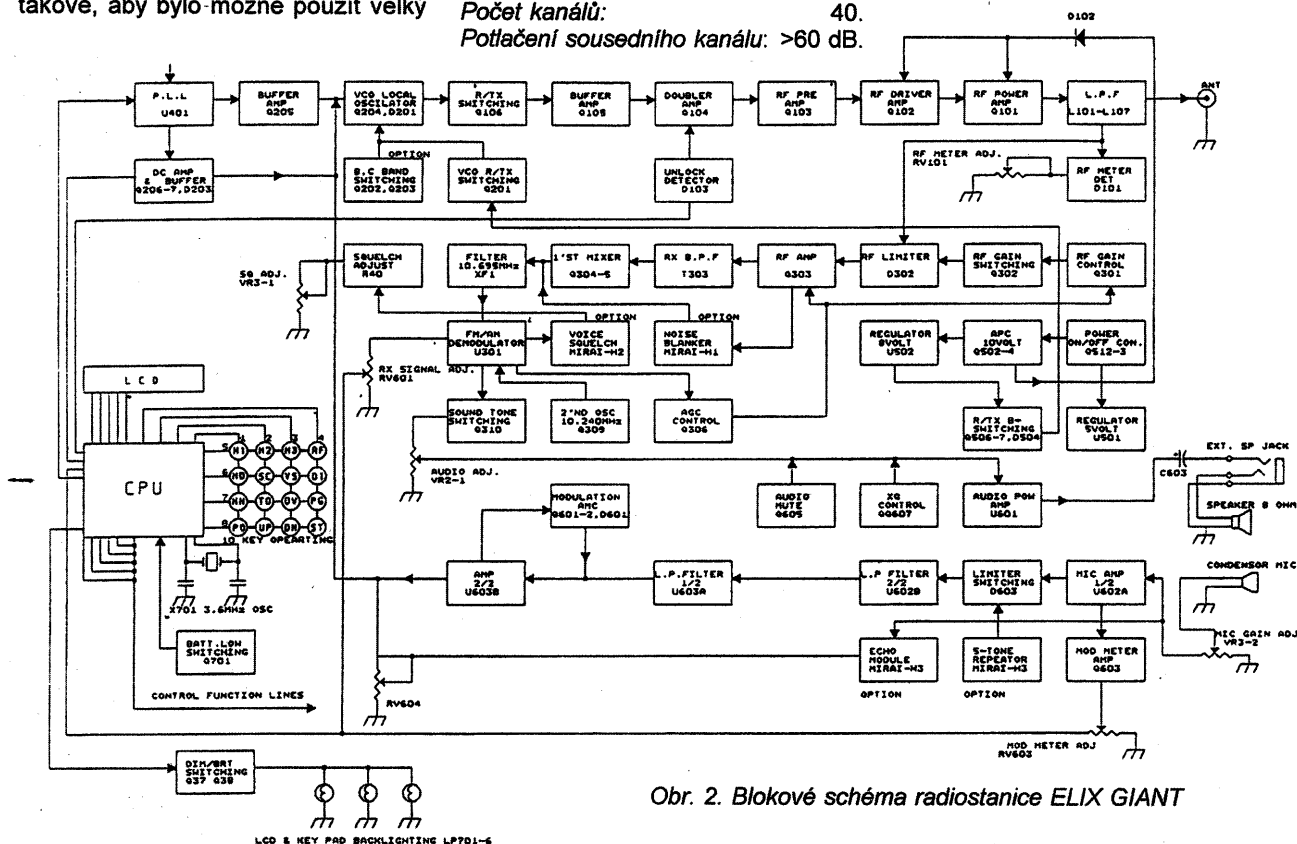 takové, aby bylo možné použít velký
Počet kanálů: 40.
Potlačení sousedního kanálu: >60 dB.
D102
P.L.L
U401
BUFFER
AMP
Q205
VCO LOCAL
OSCILATOR
Q204,D201
R/TX
SWITCHING
Q106
BUFFER
AMP
Q105
DOUBLER
AMP
Q104
RF PRE
AMP
Q103
RF DRIVER
AMP
Q102
RF POWER
AMP
Q101
L.P.F
L101-L107
ANT
DC AMP
& BUFFER
Q206-7,D203
OPTION
B.C BAND
SWITCHING
Q202,Q203
VCO R/TX
SWITCHING
Q201
UNLOCK
DETECTOR
D103
RF METER ADJ.
RV101
RF METER
DET
D101
SQ ADJ.
VR3-1
SQUELCH
ADJUST
R40
FILTER
10.695MHz
XF1
1'ST MIXER
Q304-5
RX B.P.F
T303
RF AMP
Q303
RF LIMITER
D302
RF GAIN
SWITCHING
Q302
RF GAIN
CONTROL
Q301
FM/AM
DEMODULATOR
U301
OPTION
VOICE
SQUELCH
MIRAI-H2
OPTION
NOISE
BLANKER
MIRAI-H1
REGULATOR
8VOLT
U502
APC
10VOLT
Q502-4
POWER
ON/OFF CON.
Q512-3
RX SIGNAL ADJ.
RV601
SOUND TONE
SWITCHING
Q310
2'ND OSC
10.240MHz
Q309
AGC
CONTROL
Q306
R/TX B+
SWITCHING
Q506-7,D504
REGULATOR
5VOLT
U501
LCD
CPU
1 2 3 4
5 M1 M2 M3 RF
6 MD SC YS DI
7 MN TO DV PG
8 PO UP DN ST
10 KEY OPERATING
X701 3.6MHz OSC
BATT.LOW
SWITCHING
Q701
CONTROL FUNCTION LINES
AUDIO ADJ.
VR2-1
MODULATION
AMC
Q601-2,D601
AUDIO
MUTE
Q605
XQ
CONTROL
QQ607
AUDIO POW
AMP
U601
C603
EXT. SP JACK
SPEAKER 8 OHM
AMP
2/2
U603B
L.P.FILTER
1/2
U603A
L.P FILTER
2/2
U602B
LIMITER
SWITCHING
D603
MIC AMP
1/2
U602A
CONDENSOR MIC
MIC GAIN ADJ
VR3-2
RV604
ECHO
MODULE
MIRAI-H3
OPTION
5-TONE
REPEATOR
MIRAI-H3
OPTION
MOD METER
AMP
Q603
MOD METER ADJ
RV603
DIM/BRT
SWITCHING
Q37 Q38
LCD & KEY PAD BACKLIGHTING LP701-6
Obr. 2. Blokové schéma radiostanice ELIX GIANT